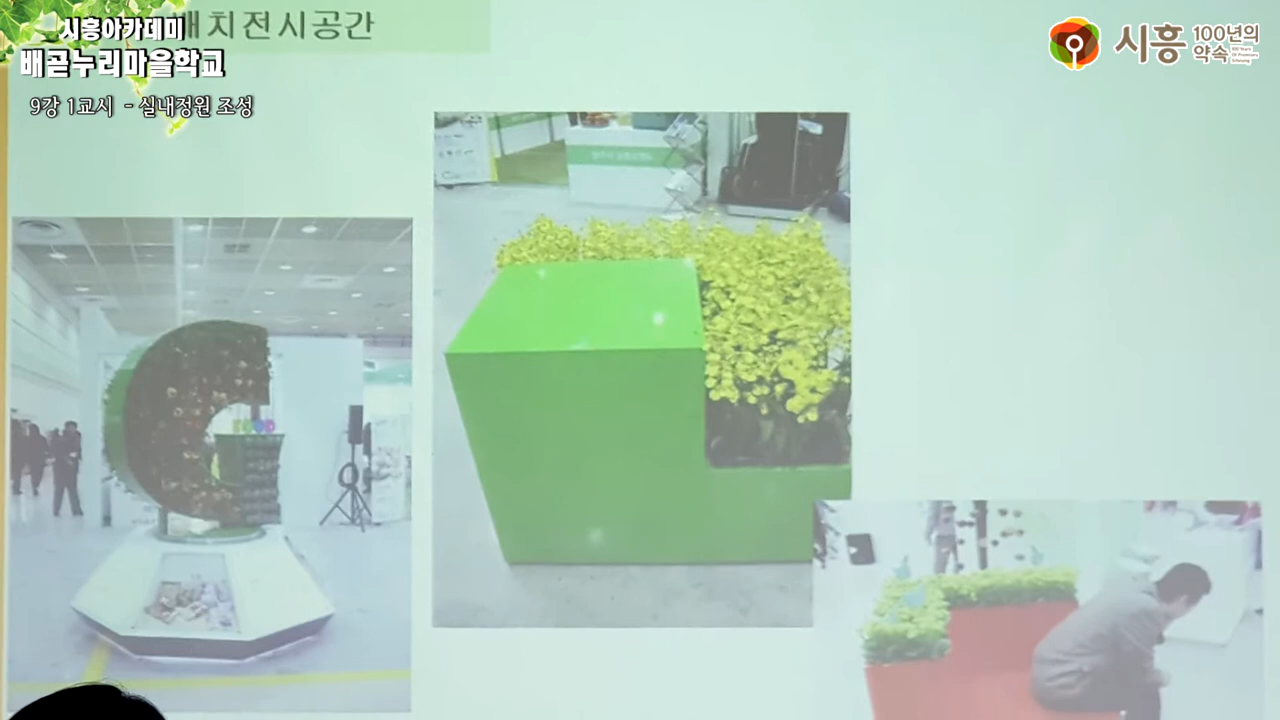 배치전시공간
시흥아카데미
배곧누리마을학교
9강 1교시 - 실내정원 조성
시흥 100년의
약속